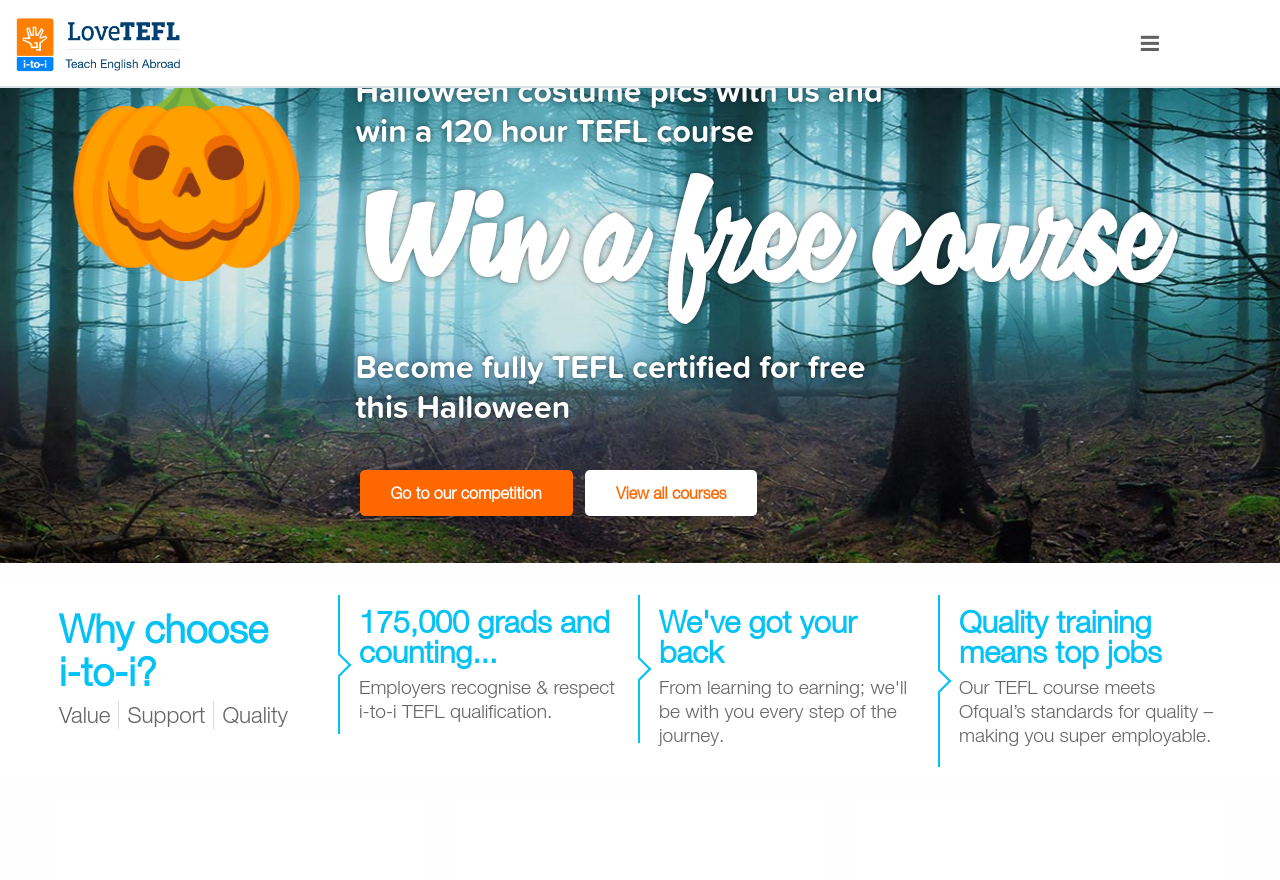 LoveTEFL
i-to-i
Teach English Abroad
Halloween costume pics with us and
win a 120 hour TEFL course
Win a free course
Become fully TEFL certified for free
this Halloween
Go to our competition
View all courses
Why choose
i-to-i?
Value
Support
Quality
175,000 grads and
counting...
Employers recognise & respect
i-to-i TEFL qualification.
We've got your
back
From learning to earning; we'll
be with you every step of the
journey.
Quality training
means top jobs
Our TEFL course meets
Ofqual’s standards for quality –
making you super employable.